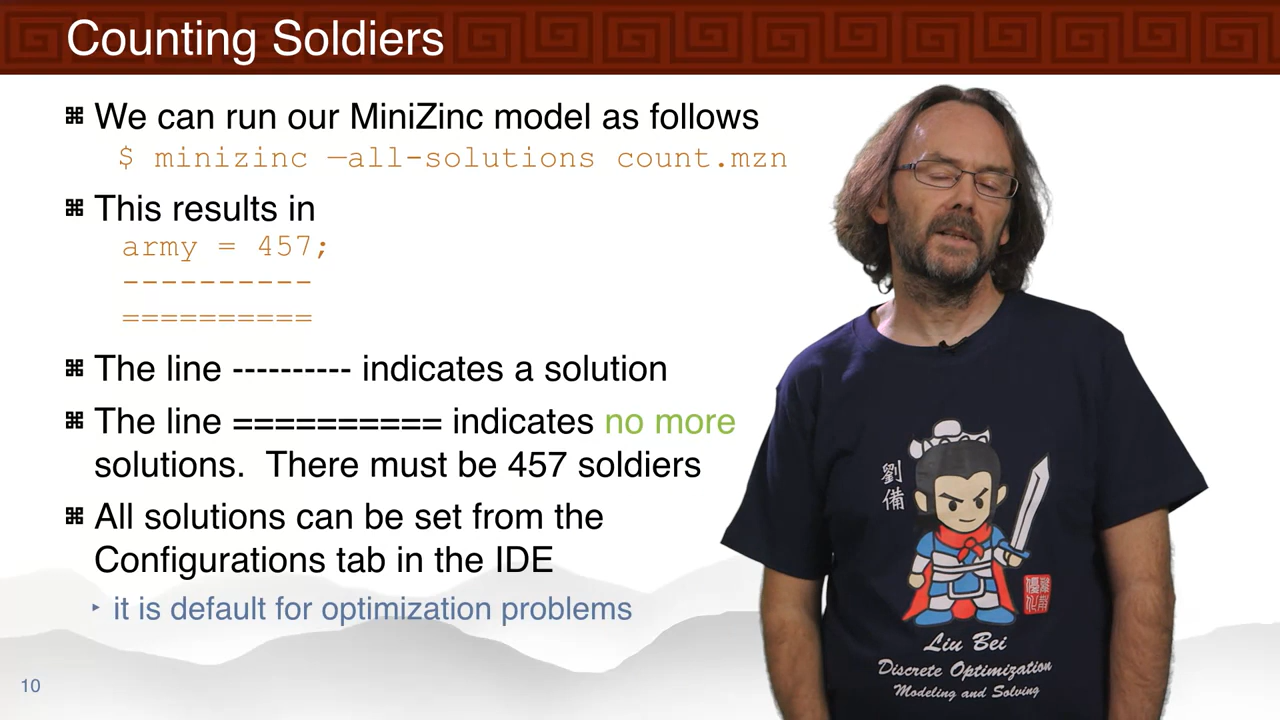 Counting Soldiers
⌘ We can run our MiniZinc model as follows
$ minizinc —all-solutions count.mzn
⌘ This results in
army = 457;
----------
==========
⌘ The line ---------- indicates a solution
⌘ The line ========== indicates no more
solutions. There must be 457 soldiers
⌘ All solutions can be set from the
Configurations tab in the IDE
‣ it is default for optimization problems
10
劉備
Liu Bei
Discrete Optimization
Modeling and Solving